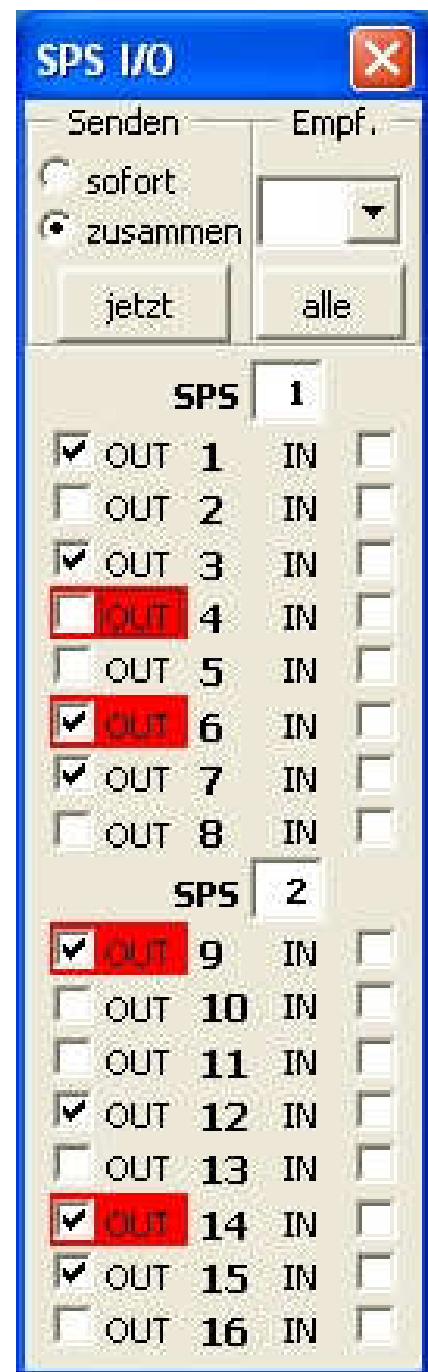 SPS I/O
Senden Empf.
sofort
zusammen
jetzt alle
SPS 1
OUT 1 IN
OUT 2 IN
OUT 3 IN
OUT 4 IN
OUT 5 IN
OUT 6 IN
OUT 7 IN
OUT 8 IN
SPS 2
OUT 9 IN
OUT 10 IN
OUT 11 IN
OUT 12 IN
OUT 13 IN
OUT 14 IN
OUT 15 IN
OUT 16 IN